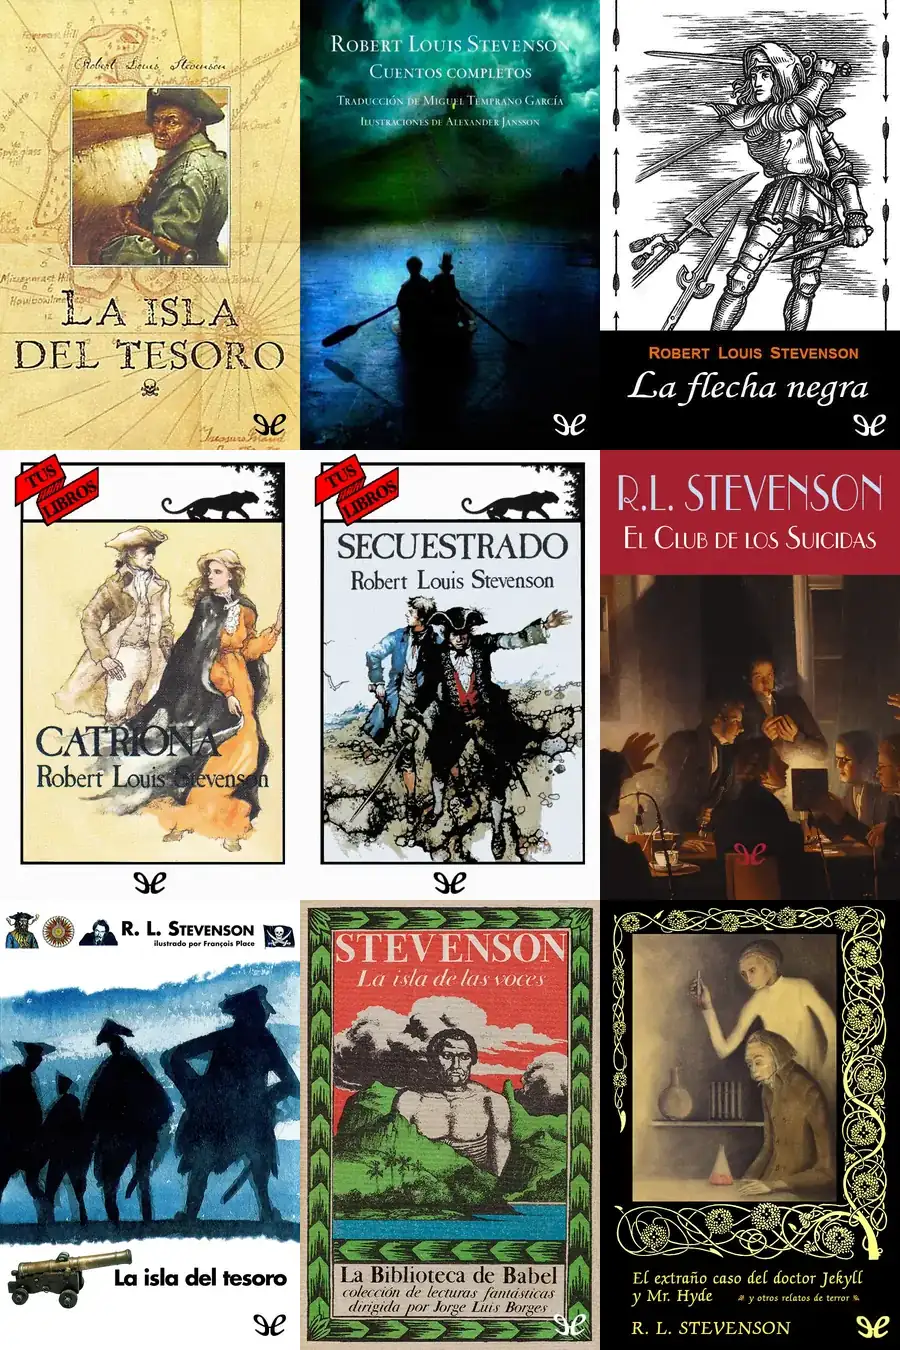 Robert Louis Stevenson
LA ISLA
DEL TESORO
Treasure Island
ROBERT LOUIS STEVENSON
CUENTOS COMPLETOS
TRADUCCIÓN DE MIGUEL TEMPRANO GARCÍA
ILUSTRACIONES DE ALEXANDER JANSSON
ROBERT LOUIS STEVENSON
La flecha negra
TUS
LIBROS
CATRIONA
Robert Louis Stevenson
TUS
LIBROS
SECUESTRADO
Robert Louis Stevenson
R.L. STEVENSON
EL CLUB DE LOS SUICIDAS
R. L. STEVENSON
ilustrado por François Place
La isla del tesoro
STEVENSON
La isla de las voces
La Biblioteca de Babel
colección de lecturas fantásticas
dirigida por Jorge Luis Borges
El extraño caso del doctor Jekyll
y Mr. Hyde
y otros relatos de terror
R. L. STEVENSON